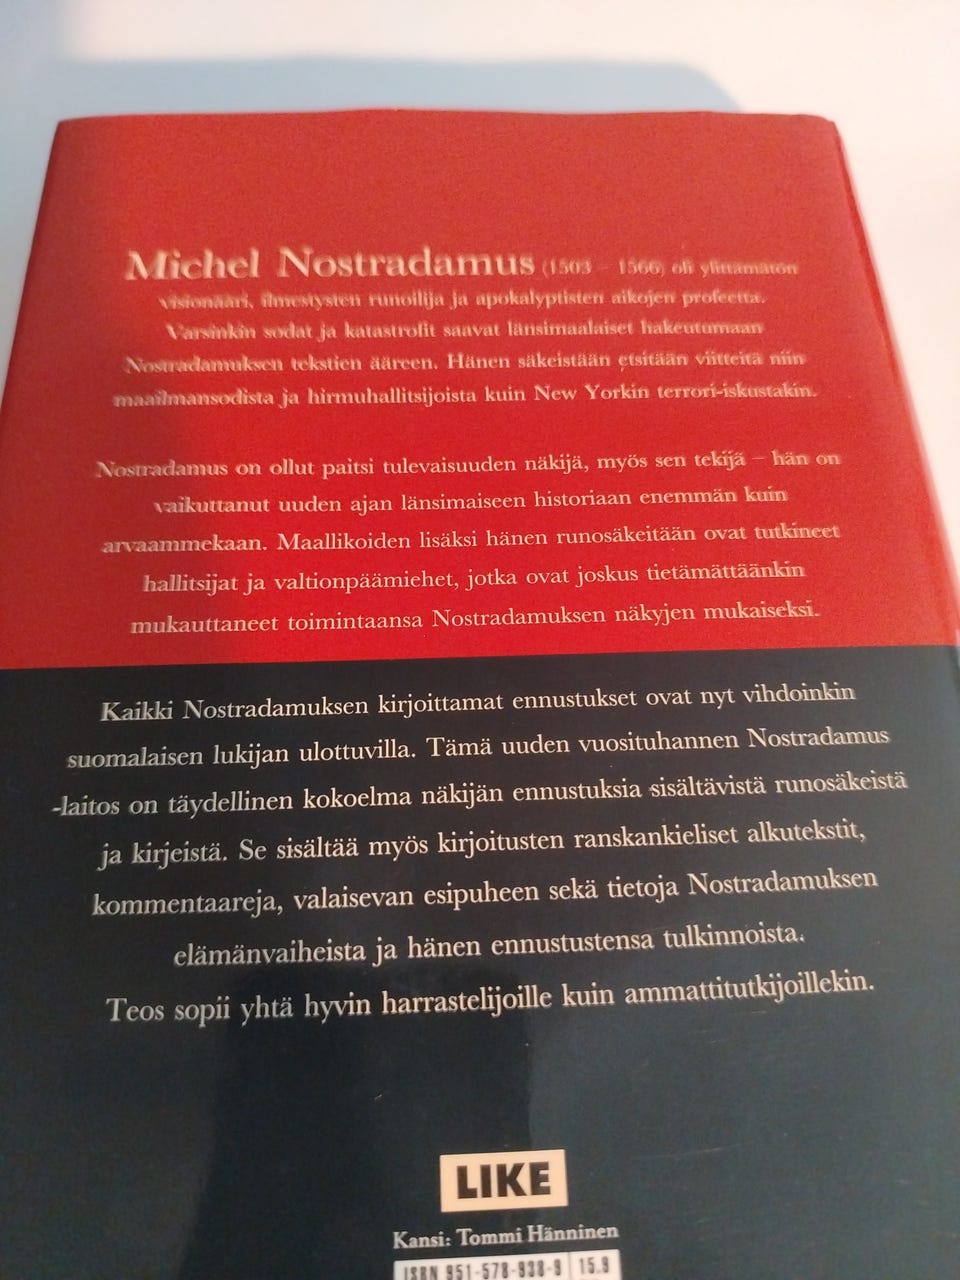 Michel Nostradamus (1503 – 1566) oli ylittämätön
visionääri, ilmestysten runoilija ja apokalyptisten aikojen profeetta.
Varsinkin sodat ja katastrofit saavat länsimaalaiset hakeutumaan
Nostradamuksen tekstien ääreen. Hänen säkeistään etsitään viitteitä niin
maailmansodista ja hirmuhallitsijoista kuin New Yorkin terrori-iskustakin.
Nostradamus on ollut paitsi tulevaisuuden näkijä, myös sen tekijä – hän on
vaikuttanut uuden ajan länsimaiseen historiaan enemmän kuin
arvaammekaan. Maallikoiden lisäksi hänen runosäkeitään ovat tutkineet
hallitsijat ja valtionpäämiehet, jotka ovat joskus tietämättäänkin
mukauttaneet toimintaansa Nostradamuksen näkyjen mukaiseksi.
Kaikki Nostradamuksen kirjoittamat ennustukset ovat nyt vihdoinkin
suomalaisen lukijan ulottuvilla. Tämä uuden vuosituhannen Nostradamus
-laitos on täydellinen kokoelma näkijän ennustuksia sisältävistä runosäkeistä
ja kirjeistä. Se sisältää myös kirjoitusten ranskankieliset alkutekstit,
kommentaareja, valaisevan esipuheen sekä tietoja Nostradamuksen
elämänvaiheista ja hänen ennustustensa tulkinnoista.
Teos sopii yhtä hyvin harrastelijoille kuin ammattitutkijoillekin.
LIKE
Kansi: Tommi Hänninen
ISBN 951-578-938-9 15.9